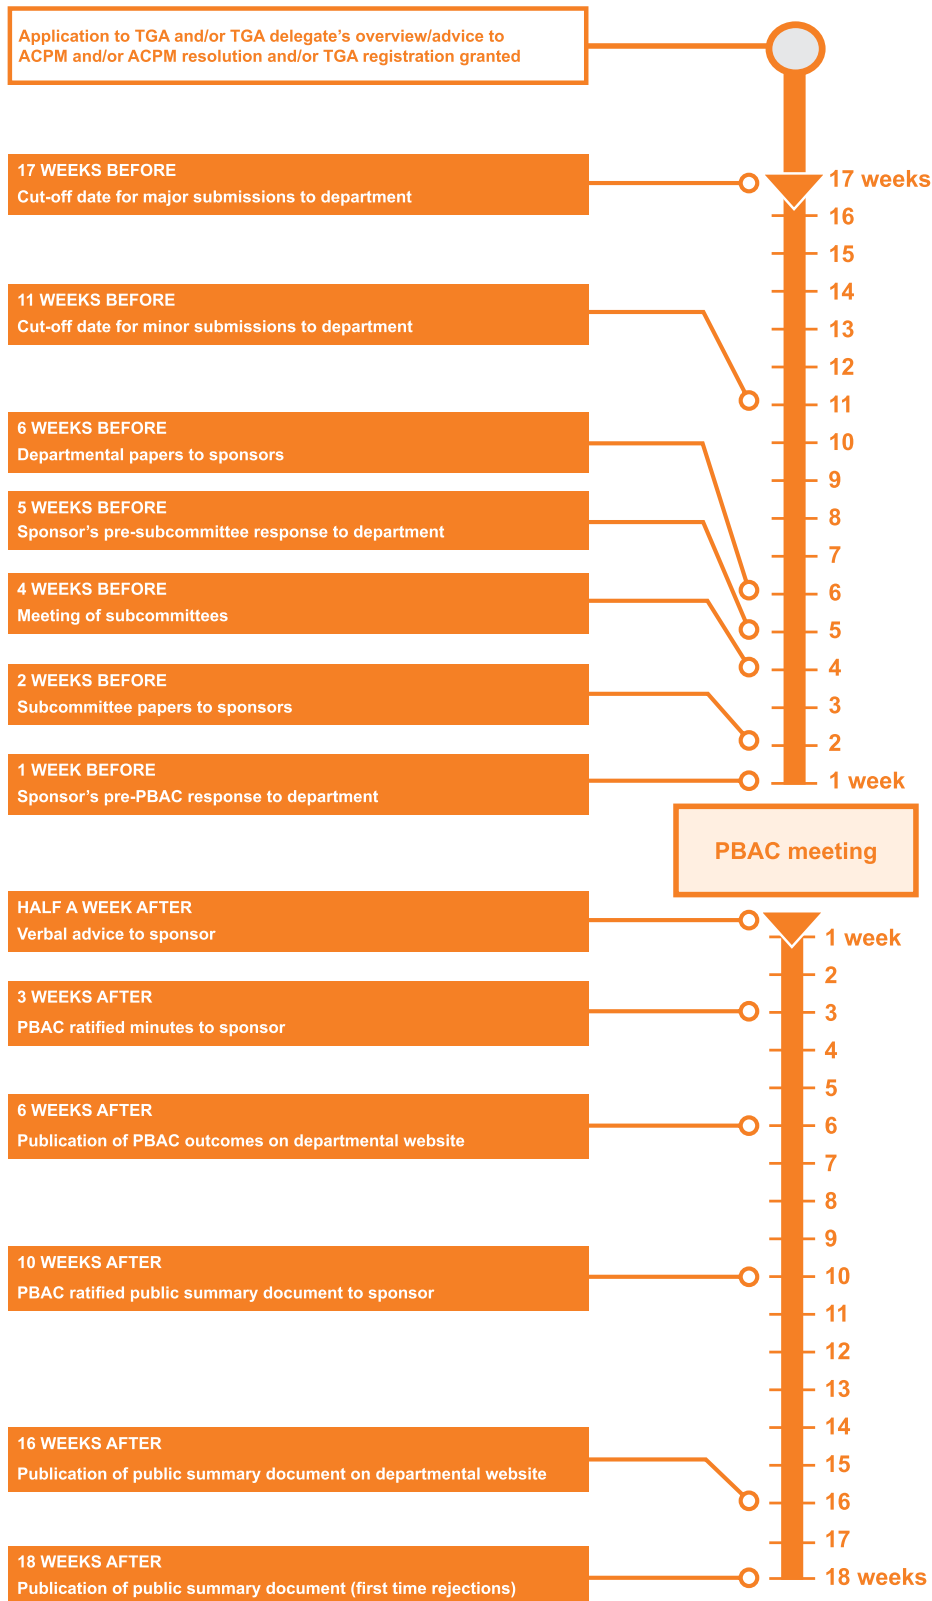 Application to TGA and/or TGA delegate’s overview/advice to
ACPM and/or ACPM resolution and/or TGA registration granted
17 WEEKS BEFORE
Cut-off date for major submissions to department
17 weeks
16
15
11 WEEKS BEFORE
Cut-off date for minor submissions to department
14
13
12
11
6 WEEKS BEFORE
Departmental papers to sponsors
10
9
5 WEEKS BEFORE
Sponsor’s pre-subcommittee response to department
8
7
4 WEEKS BEFORE
Meeting of subcommittees
6
5
4
2 WEEKS BEFORE
Subcommittee papers to sponsors
3
2
1 WEEK BEFORE
Sponsor’s pre-PBAC response to department
1 week
PBAC meeting
HALF A WEEK AFTER
Verbal advice to sponsor
1 week
2
3 WEEKS AFTER
PBAC ratified minutes to sponsor
3
4
5
6 WEEKS AFTER
Publication of PBAC outcomes on departmental website
6
7
8
9
10 WEEKS AFTER
PBAC ratified public summary document to sponsor
10
11
12
13
14
16 WEEKS AFTER
Publication of public summary document on departmental website
15
16
17
18 WEEKS AFTER
Publication of public summary document (first time rejections)
18 weeks